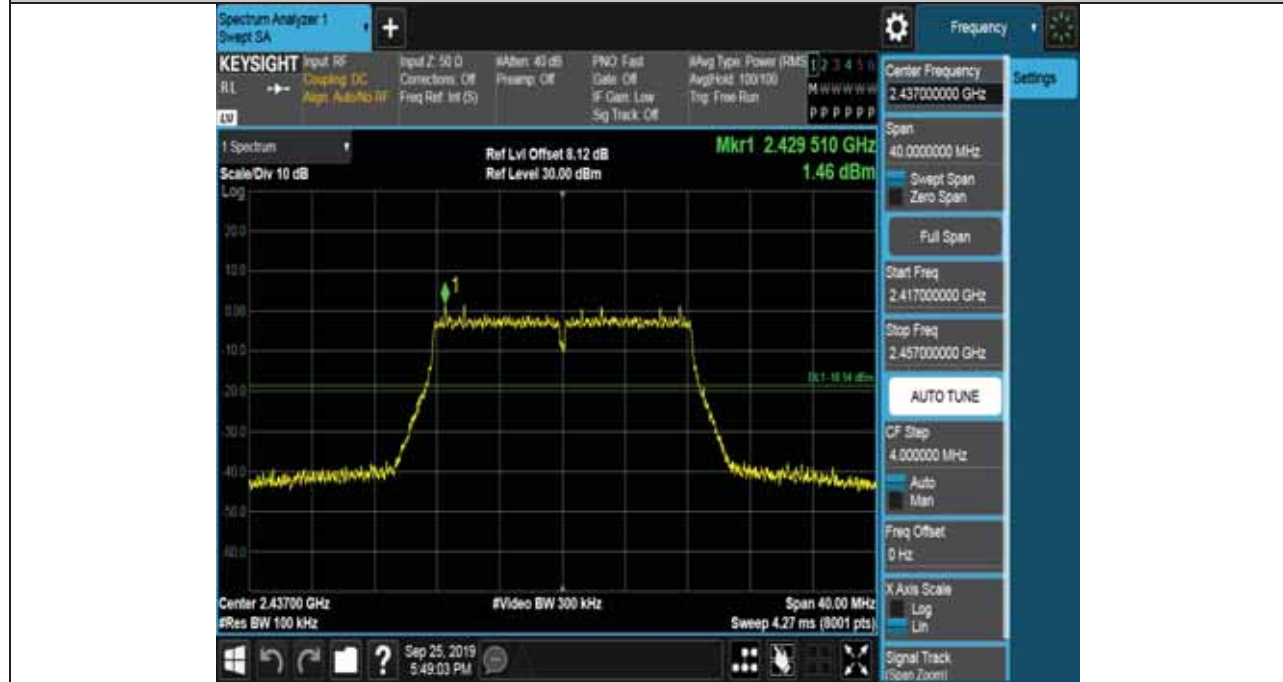 Spectrum Analyzer 1
Swept SA
+
Frequency
KEYSIGHT
RL
Input: RF
Coupling: DC
Align: Auto/No RF
Input Z: 50 Ω
Corrections: Off
Freq Ref: Int (S)
#Atten: 40 dB
Preamp: Off
PNO: Fast
Gate: Off
IF Gain: Low
Sig Track: Off
#Avg Type: Power (RMS
Avg|Hold: 100/100
Trig: Free Run
1 2 3 4 5 6
M W W W W W
P P P P P P
Center Frequency
2.437000000 GHz
Settings
1 Spectrum
Scale/Div 10 dB
Log
Ref Lvl Offset 8.12 dB
Ref Level 30.00 dBm
Mkr1 2.429 510 GHz
1.46 dBm
Span
40.0000000 MHz
Swept Span
Zero Span
Full Span
Start Freq
2.417000000 GHz
Stop Freq
2.457000000 GHz
AUTO TUNE
CF Step
4.000000 MHz
Auto
Man
Freq Offset
0 Hz
X Axis Scale
Log
Lin
Signal Track
(Span Zoom)
20.0
10.0
0.00
-10.0
-20.0
-30.0
-40.0
-50.0
-60.0
1
DL1 -18.54 dBm
Center 2.43700 GHz
#Res BW 100 kHz
#Video BW 300 kHz
Span 40.00 MHz
Sweep 4.27 ms (8001 pts)
?
Sep 25, 2019
5:49:03 PM